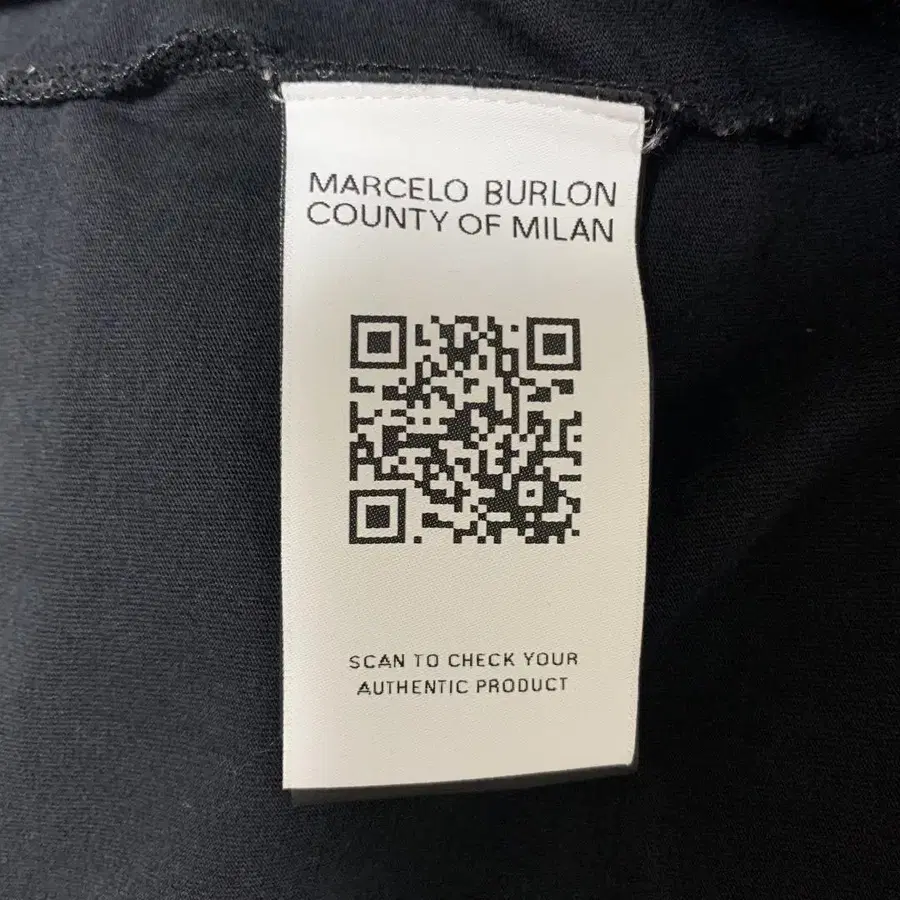 MARCELO BURLON
COUNTY OF MILAN
SCAN TO CHECK YOUR
AUTHENTIC PRODUCT